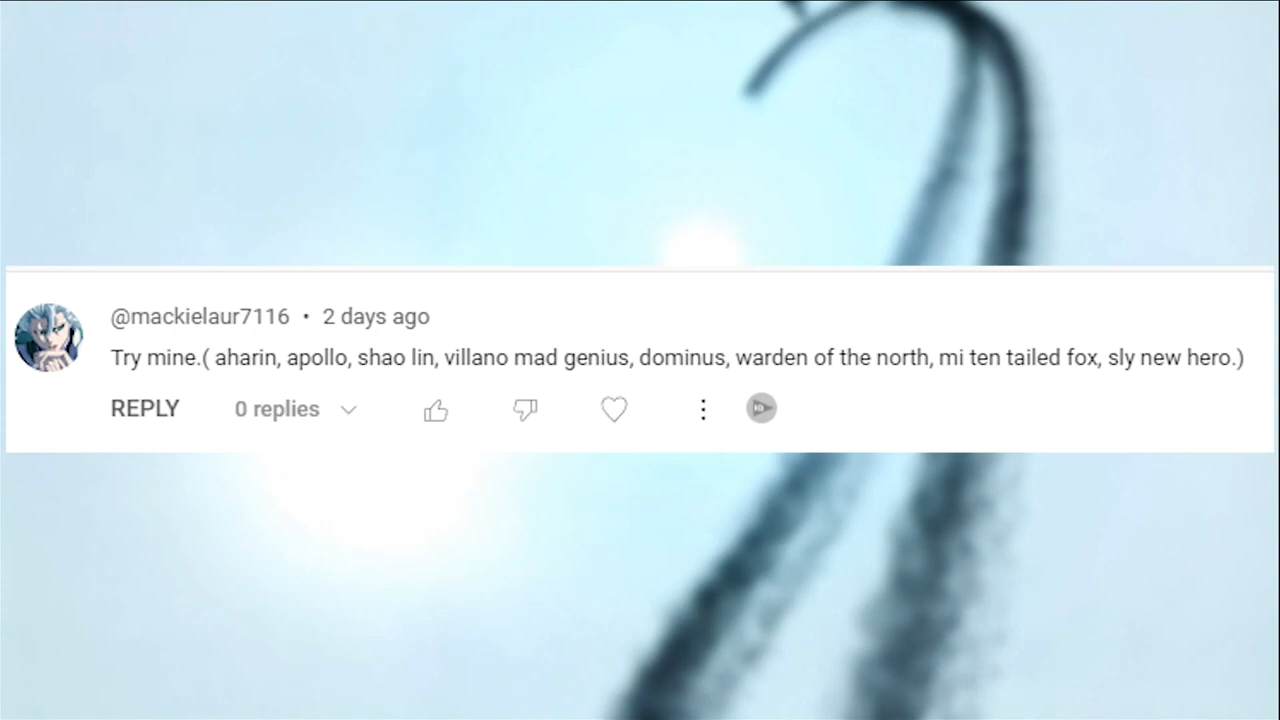 @mackielaur7116 • 2 days ago
Try mine.( aharin, apollo, shao lin, villano mad genius, dominus, warden of the north, mi ten tailed fox, sly new hero.)
REPLY 0 replies